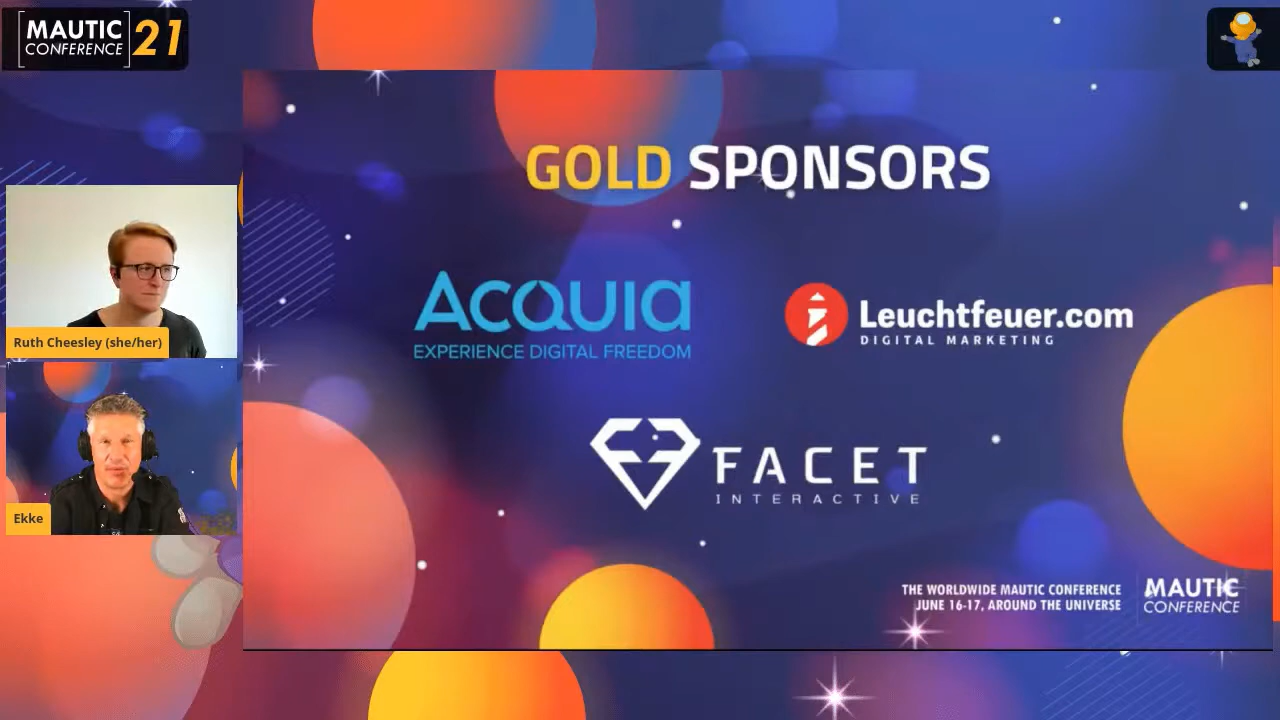 MAUTIC
CONFERENCE
21
GOLD SPONSORS
Ruth Cheesley (she/her)
Ekke
ACQUIA
EXPERIENCE DIGITAL FREEDOM
Leuchtfeuer.com
DIGITAL MARKETING
FACET
INTERACTIVE
THE WORLDWIDE MAUTIC CONFERENCE
JUNE 16-17, AROUND THE UNIVERSE
MAUTIC
CONFERENCE